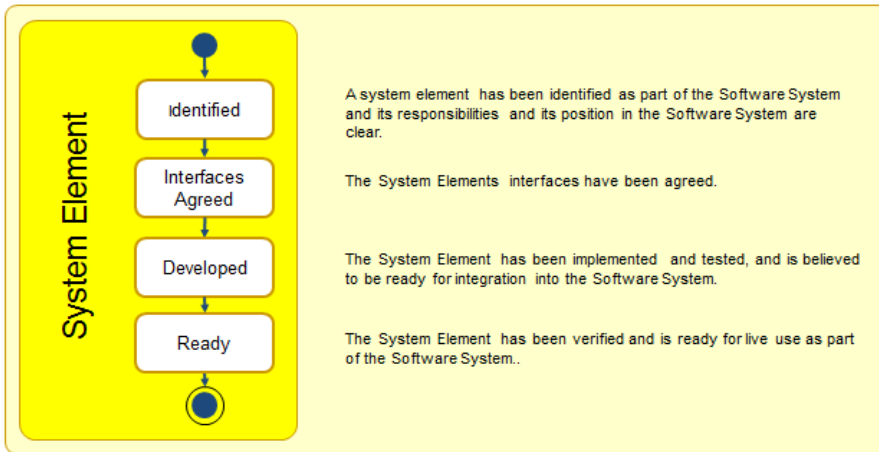 System Element
Identified
A system element has been identified as part of the Software System
and its responsibilities and its position in the Software System are
clear.
Interfaces
Agreed
The System Elements interfaces have been agreed.
Developed
The System Element has been implemented and tested, and is believed
to be ready for integration into the Software System.
Ready
The System Element has been verified and is ready for live use as part
of the Software System..